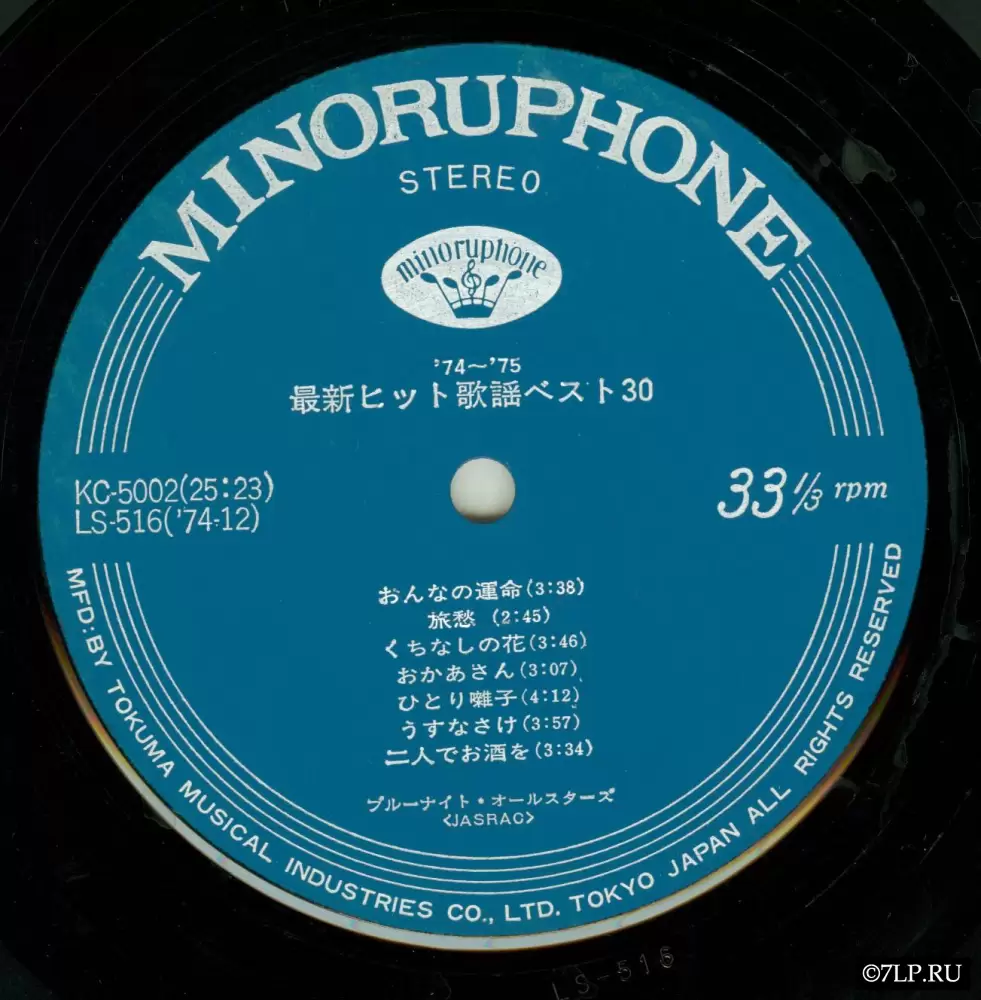 MINORUPHONE
STEREO
minoruphone
'74〜'75
最新ヒット歌謡ベスト30
KC-5002(25:23)
LS-516('74-12)
33 1/3 rpm
おんなの運命(3:38)
旅愁 (2:45)
くちなしの花(3:46)
おかあさん(3:07)
ひとり囃子(4:12)
うすなさけ(3:57)
二人でお酒を(3:34)
ブルーナイト・オールスターズ
<JASRAC>
MFD: BY TOKUMA MUSICAL INDUSTRIES CO., LTD. TOKYO JAPAN ALL RIGHTS RESERVED
LS-516
©7LP.RU